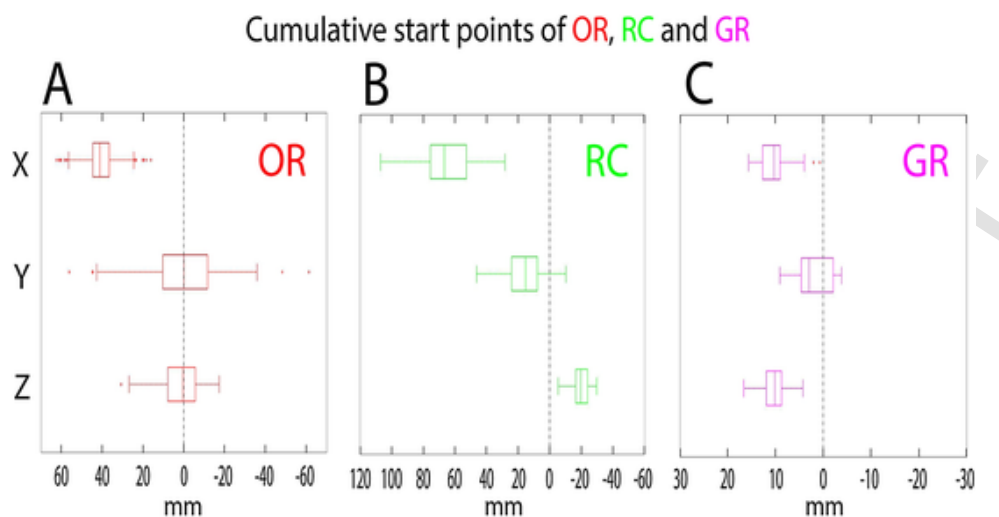 Cumulative start points of OR, RC and GR
A B C
X OR RC GR
Y
Z
60 40 20 0 -20 -40 -60
120 100 80 60 40 20 0 -20 -40 -60
30 20 10 0 -10 -20 -30
mm mm mm